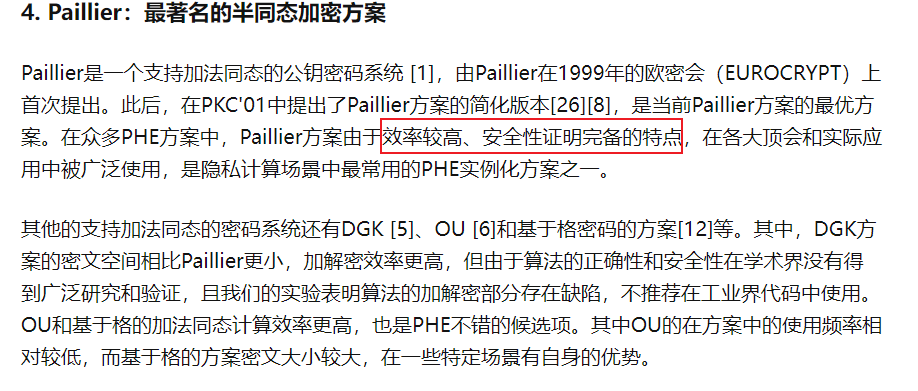 4. Paillier：最著名的半同态加密方案
Paillier是一个支持加法同态的公钥密码系统 [1]，由Paillier在1999年的欧密会（EUROCRYPT）上
首次提出。此后，在PKC'01中提出了Paillier方案的简化版本[26][8]，是当前Paillier方案的最优方
案。在众多PHE方案中，Paillier方案由于效率较高、安全性证明完备的特点，在各大顶会和实际应
用中被广泛使用，是隐私计算场景中最常用的PHE实例化方案之一。
其他的支持加法同态的密码系统还有DGK [5]、OU [6]和基于格密码的方案[12]等。其中，DGK方
案的密文空间相比Paillier更小，加解密效率更高，但由于算法的正确性和安全性在学术界没有得
到广泛研究和验证，且我们的实验表明算法的加解密部分存在缺陷，不推荐在工业界代码中使用。
OU和基于格的加法同态计算效率更高，也是PHE不错的候选项。其中OU的在方案中的使用频率相
对较低，而基于格的方案密文大小较大，在一些特定场景有自身的优势。